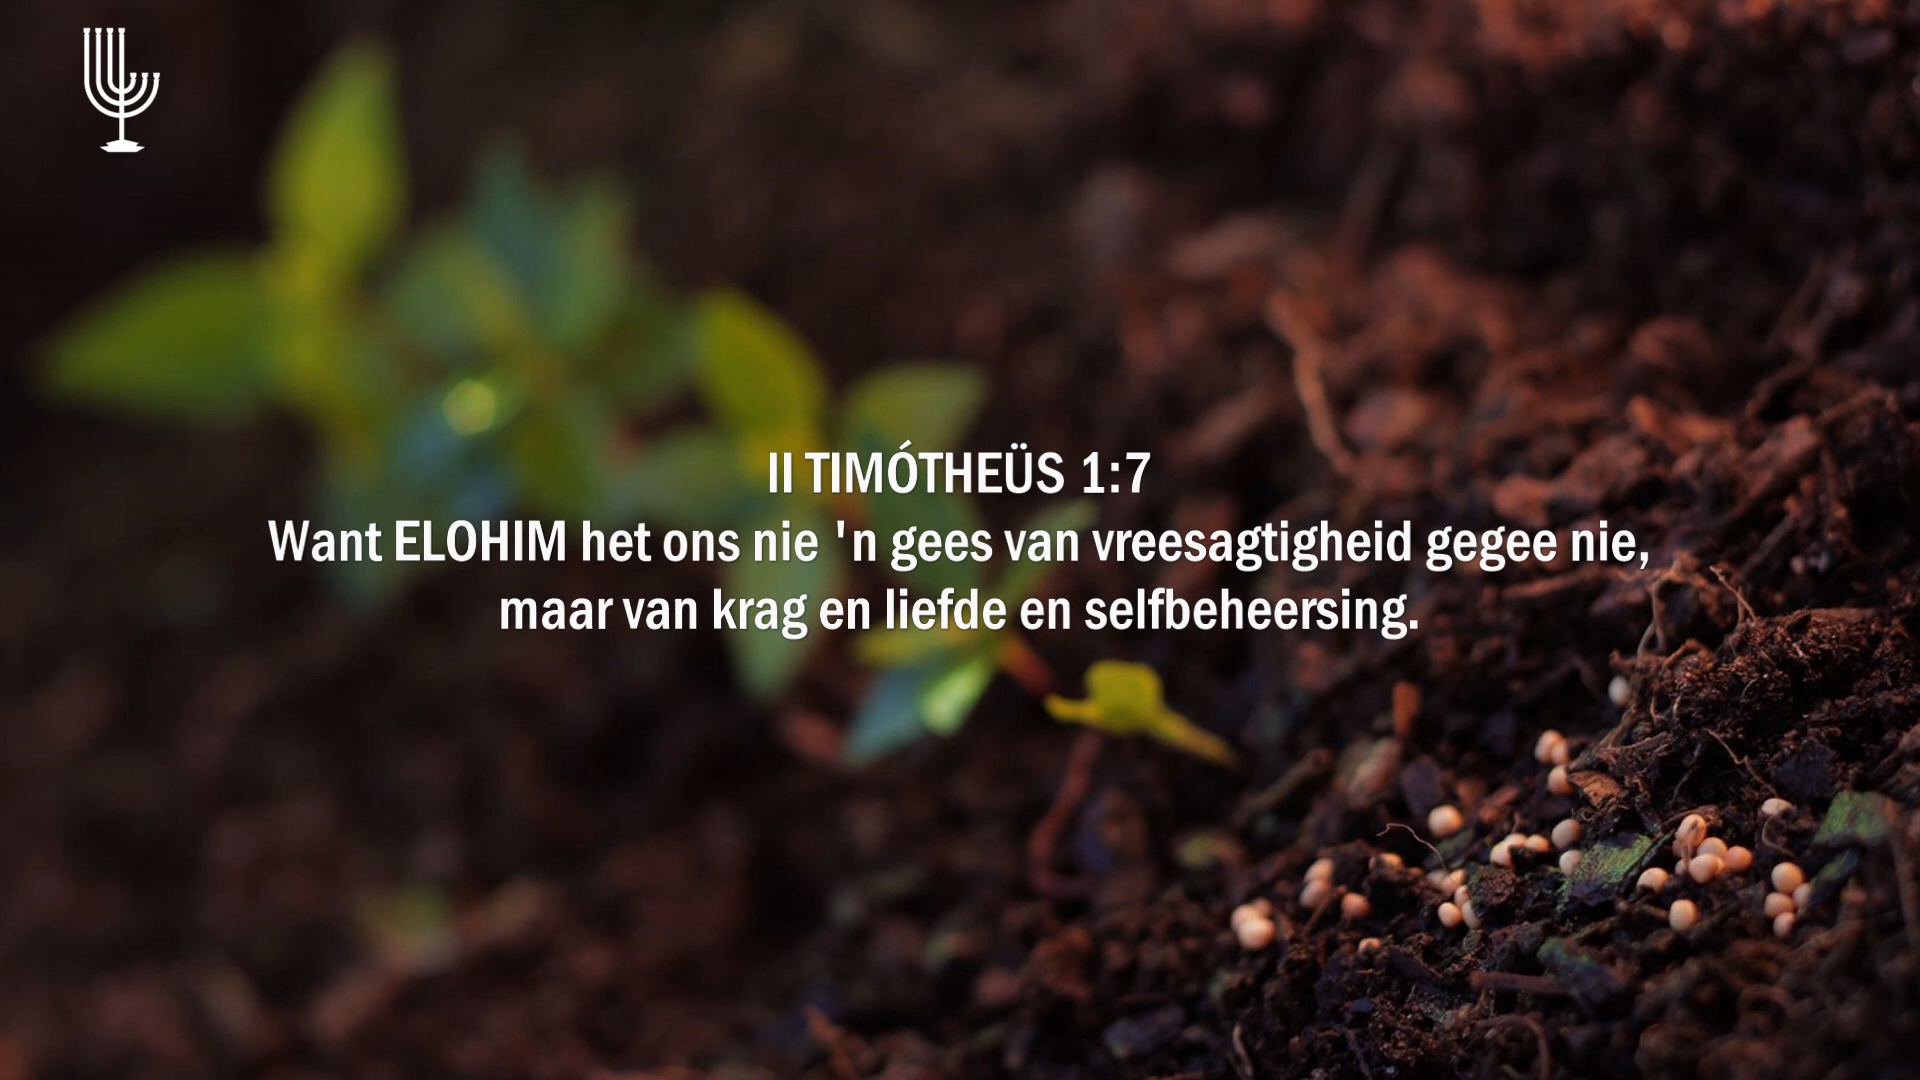 II TIMÓTHEÜS 1:7
Want ELOHIM het ons nie 'n gees van vreesagtigheid gegee nie,
maar van krag en liefde en selfbeheersing.